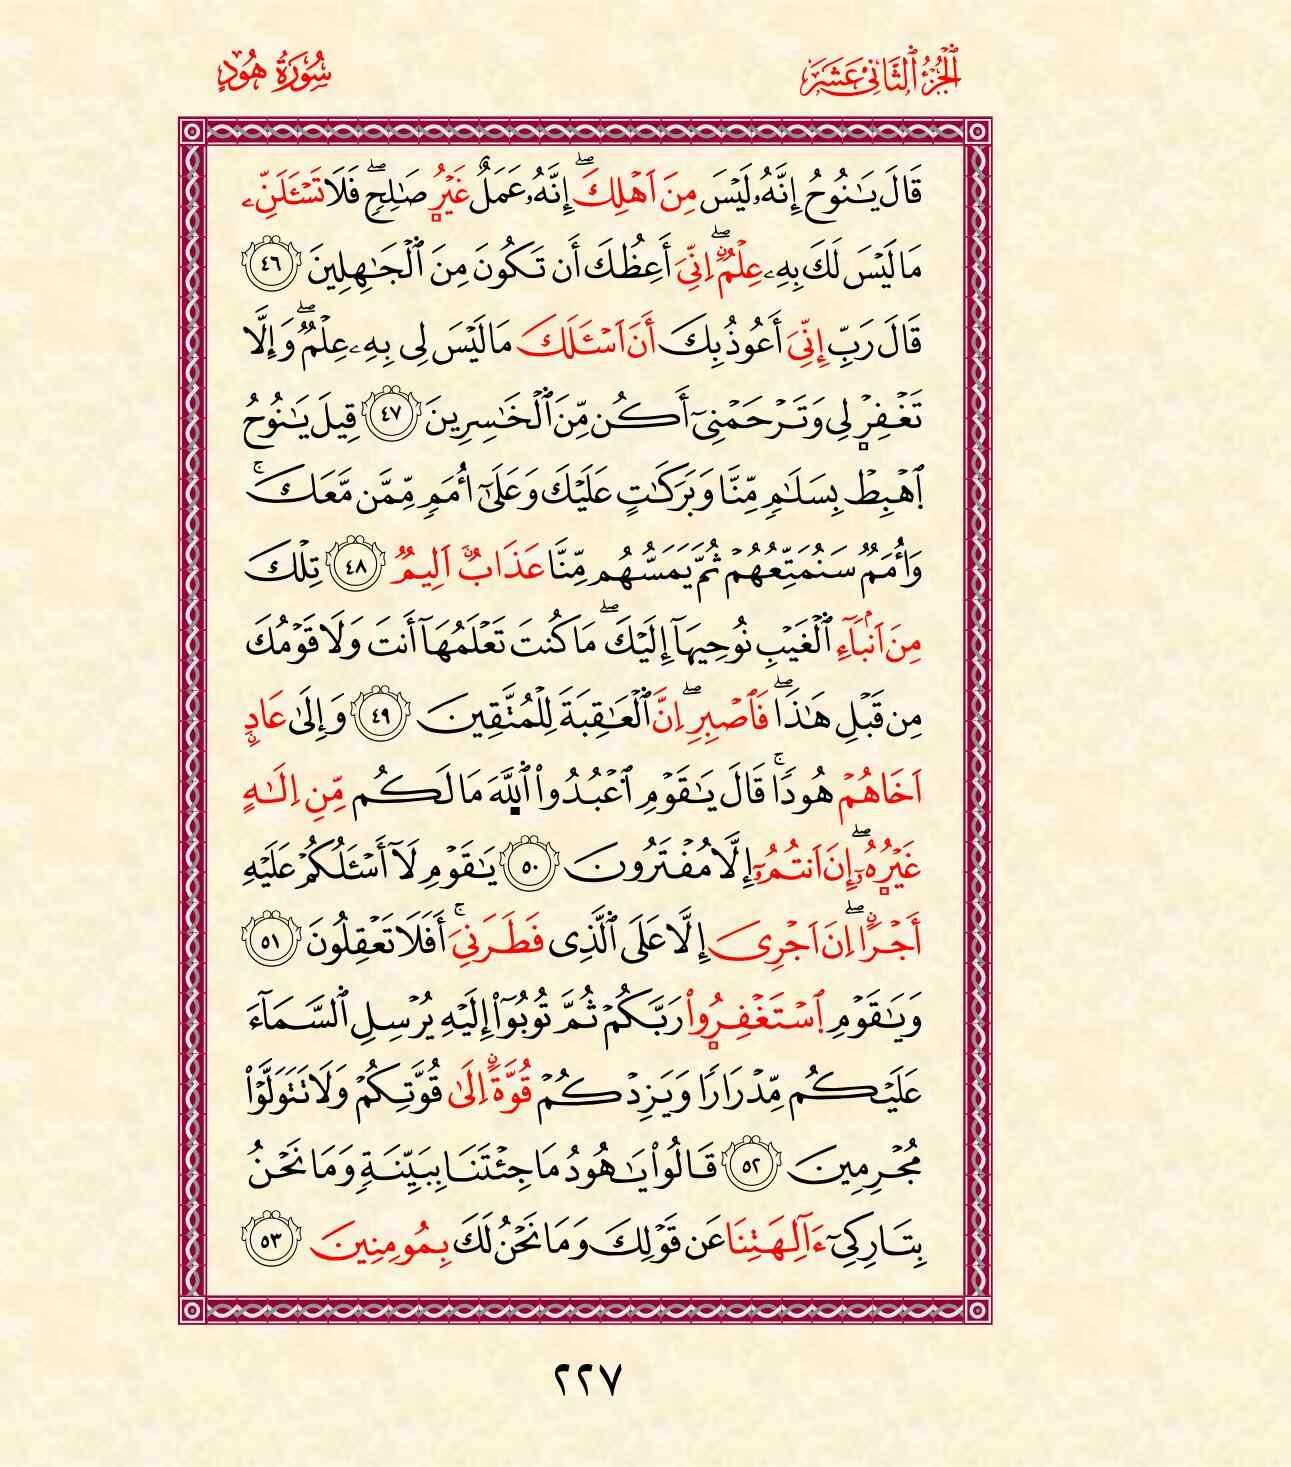 الجُزْءُ ٱلثَّانِى عَشَرَ
سُورَةُ هُودٍ
قَالَ يَـٰنُوحُ إِنَّهُۥ لَيْسَ مِنَ اَهْلِكَ ۖ إِنَّهُۥ عَمَلٌ غَيْرُ صَـٰلِحٍ ۖ فَلَا تَسْـَٔلَنِّۦ
مَا لَيْسَ لَكَ بِهِۦ عِلْمٌ ۖ اِنِّىَ أَعِظُكَ أَن تَكُونَ مِنَ ٱلْجَـٰهِلِينَ ٤٦
قَالَ رَبِّ إِنِّىَ أَعُوذُ بِكَ أَنَ اَسْـَٔلَكَ مَا لَيْسَ لِى بِهِۦ عِلْمٌ ۖ وَإِلَّا
تَغْفِرْ لِى وَتَرْحَمْنِىٓ أَكُن مِّنَ ٱلْخَـٰسِرِينَ ٤٧ قِيلَ يَـٰنُوحُ
ٱهْبِطْ بِسَلَـٰمٍ مِّنَّا وَبَرَكَـٰتٍ عَلَيْكَ وَعَلَىٰٓ أُمَمٍ مِّمَّن مَّعَكَ ۚ
وَأُمَمٌ سَنُمَتِّعُهُمْ ثُمَّ يَمَسُّهُم مِّنَّا عَذَابٌ اَلِيمٌ ٤٨ تِلْكَ
مِنَ اَنۢبَآءِ ٱلْغَيْبِ نُوحِيهَآ إِلَيْكَ ۖ مَا كُنتَ تَعْلَمُهَآ أَنتَ وَلَا قَوْمُكَ
مِن قَبْلِ هَـٰذَا ۖ فَٱصْبِرِ ۖ اِنَّ ٱلْعَـٰقِبَةَ لِلْمُتَّقِينَ ٤٩ وَإِلَىٰ عَادٍ
اَخَاهُمْ هُودًا ۚ قَالَ يَـٰقَوْمِ ٱعْبُدُوا۟ ٱللَّهَ مَا لَكُم مِّنِ اِلَـٰهٍ
غَيْرُهُۥٓ ۖ إِنَ اَنتُمُۥٓ إِلَّا مُفْتَرُونَ ٥٠ يَـٰقَوْمِ لَآ أَسْـَٔلُكُمْ عَلَيْهِ
أَجْرًا ۖ اِنَ اَجْرِىَ إِلَّا عَلَى ٱلَّذِى فَطَرَنِىَ ۚ أَفَلَا تَعْقِلُونَ ٥١
وَيَـٰقَوْمِ ٱسْتَغْفِرُوا۟ رَبَّكُمْ ثُمَّ تُوبُوٓا۟ إِلَيْهِ يُرْسِلِ ٱلسَّمَآءَ
عَلَيْكُم مِّدْرَارًا وَيَزِدْكُمْ قُوَّةً اِلَىٰ قُوَّتِكُمْ وَلَا تَتَوَلَّوْا۟
مُجْرِمِينَ ٥٢ قَالُوا۟ يَـٰهُودُ مَا جِئْتَنَا بِبَيِّنَةٍ وَمَا نَحْنُ
بِتَارِكِىٓ ءَالِهَتِنَا عَن قَوْلِكَ وَمَا نَحْنُ لَكَ بِمُومِنِينَ ٥٣
٢٢٧